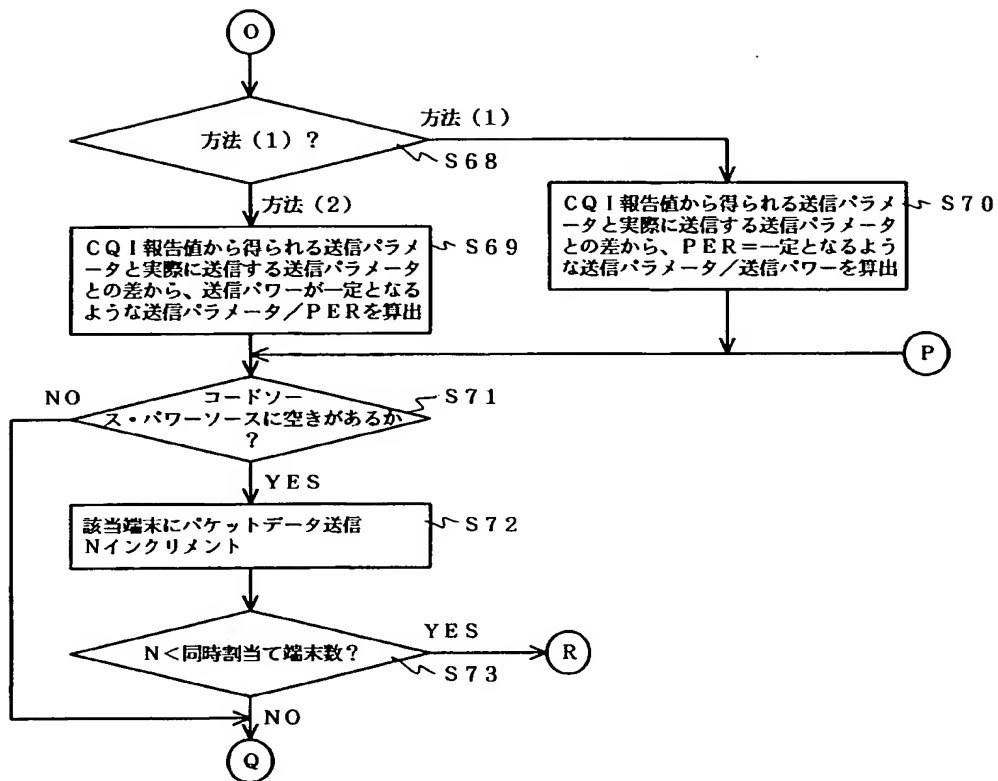 O
方法(1)?
方法(1)
S68
方法(2)
CQI報告値から得られる送信パラメ
ータと実際に送信する送信パラメータ
との差から、送信パワーが一定となる
ような送信パラメータ/PERを算出
S69
CQI報告値から得られる送信パラメ
ータと実際に送信する送信パラメータ
との差から、PER=一定となるよう
な送信パラメータ/送信パワーを算出
S70
P
NO
コードソー
ス・パワーソースに空きがあるか
?
S71
YES
該当端末にパケットデータ送信
Nインクリメント
S72
N<同時割当て端末数?
YES
S73
R
NO
Q